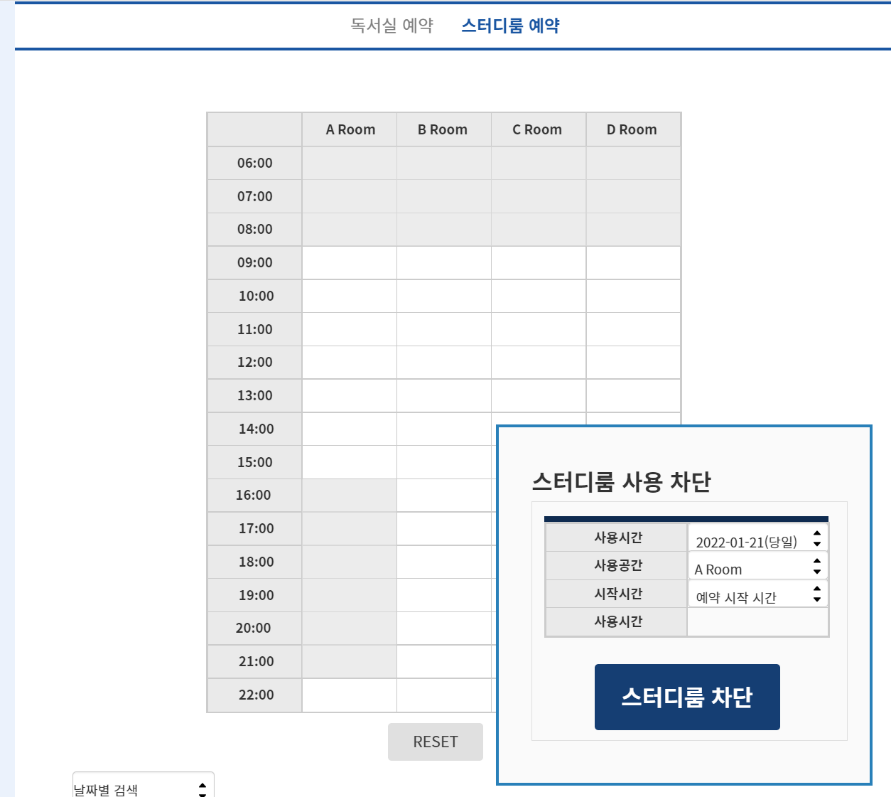 독서실 예약 스터디룸 예약
A Room B Room C Room D Room
06:00
07:00
08:00
09:00
10:00
11:00
12:00
13:00
14:00
15:00
16:00
17:00
18:00
19:00
20:00
21:00
22:00
RESET
날짜별 검색
스터디룸 사용 차단
사용시간 2022-01-21(당일)
사용공간 A Room
시작시간 예약 시작 시간
사용시간
스터디룸 차단